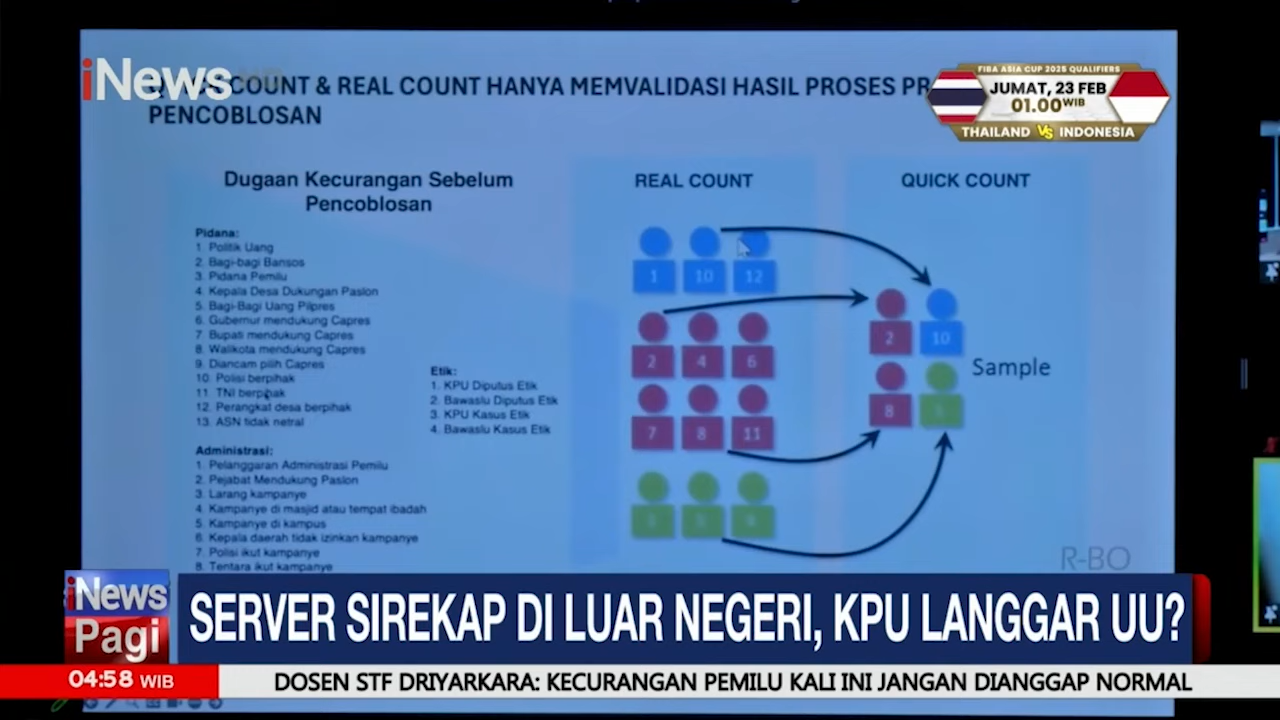 iNews
COUNT & REAL COUNT HANYA MEMVALIDASI HASIL PROSES
PENCOBLOSAN
FIBA ASIA CUP 2025 QUALIFIERS
JUMAT, 23 FEB
01.00 WIB
THAILAND VS INDONESIA
Dugaan Kecurangan Sebelum
Pencoblosan
Pidana:
1. Politik Uang
2. Bagi-bagi Bansos
3. Pidana Pemilu
4. Kepala Desa Dukungan Paslon
5. Bagi-Bagi Uang Pilpres
6. Gubernur mendukung Capres
7. Bupati mendukung Capres
8. Walikota mendukung Capres
9. Diancam pilih Capres
10. Polisi berpihak
11. TNI berpihak
12. Perangkat desa berpihak
13. ASN tidak netral
Etik:
1. KPU Diputus Etik
2. Bawaslu Diputus Etik
3. KPU Kasus Etik
4. Bawaslu Kasus Etik
Administrasi:
1. Pelanggaran Administrasi Pemilu
2. Pejabat Mendukung Paslon
3. Larang kampanye
4. Kampanye di masjid atau tempat ibadah
5. Kampanye di kampus
6. Kepala daerah tidak izinkan kampanye
7. Polisi ikut kampanye
8. Tentara ikut kampanye
REAL COUNT
1 10 12
2 4 6
7 8 11
QUICK COUNT
2 10
8
Sample
R-BO
iNews
Pagi
SERVER SIREKAP DI LUAR NEGERI, KPU LANGGAR UU?
04:58 WIB
DOSEN STF DRIYARKARA: KECURANGAN PEMILU KALI INI JANGAN DIANGGAP NORMAL